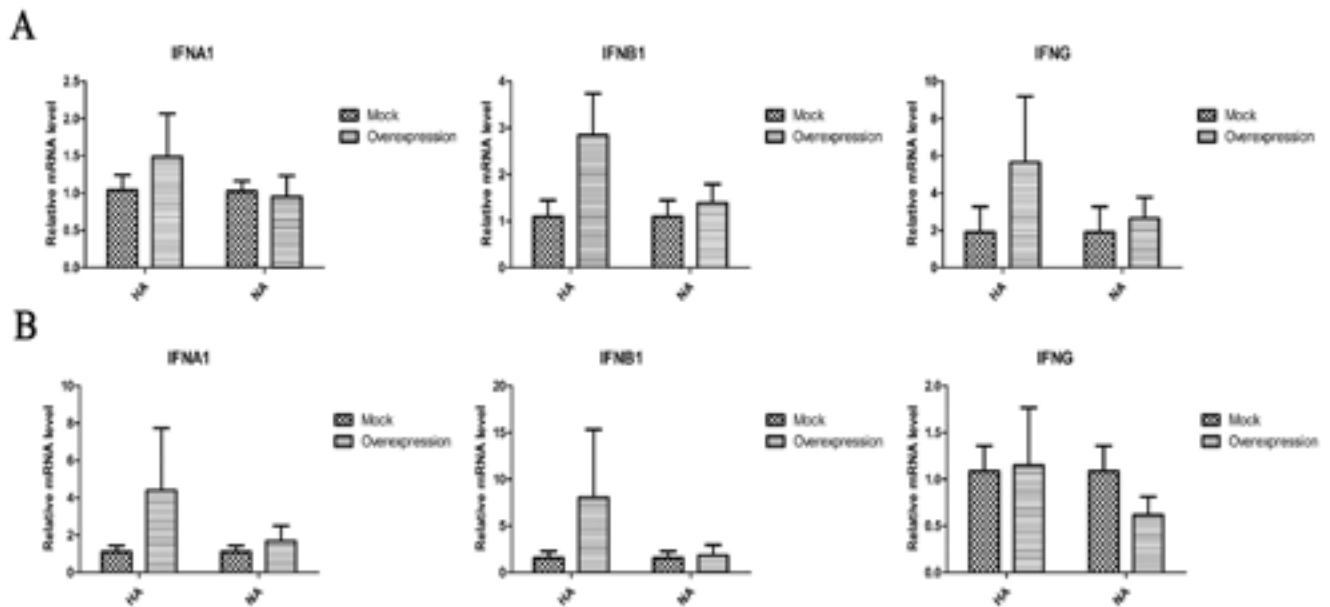 A
IFNA1
Relative mRNA level
2.5
2.0
1.5
1.0
0.5
0.0
HA
NA
Mock
Overexpression
IFNB1
Relative mRNA level
4
3
2
1
0
HA
NA
Mock
Overexpression
IFNG
Relative mRNA level
10
8
6
4
2
0
HA
NA
Mock
Overexpression
B
IFNA1
Relative mRNA level
10
8
6
4
2
0
HA
NA
Mock
Overexpression
IFNB1
Relative mRNA level
20
15
10
5
0
HA
NA
Mock
Overexpression
IFNG
Relative mRNA level
2.0
1.5
1.0
0.5
0.0
HA
NA
Mock
Overexpression